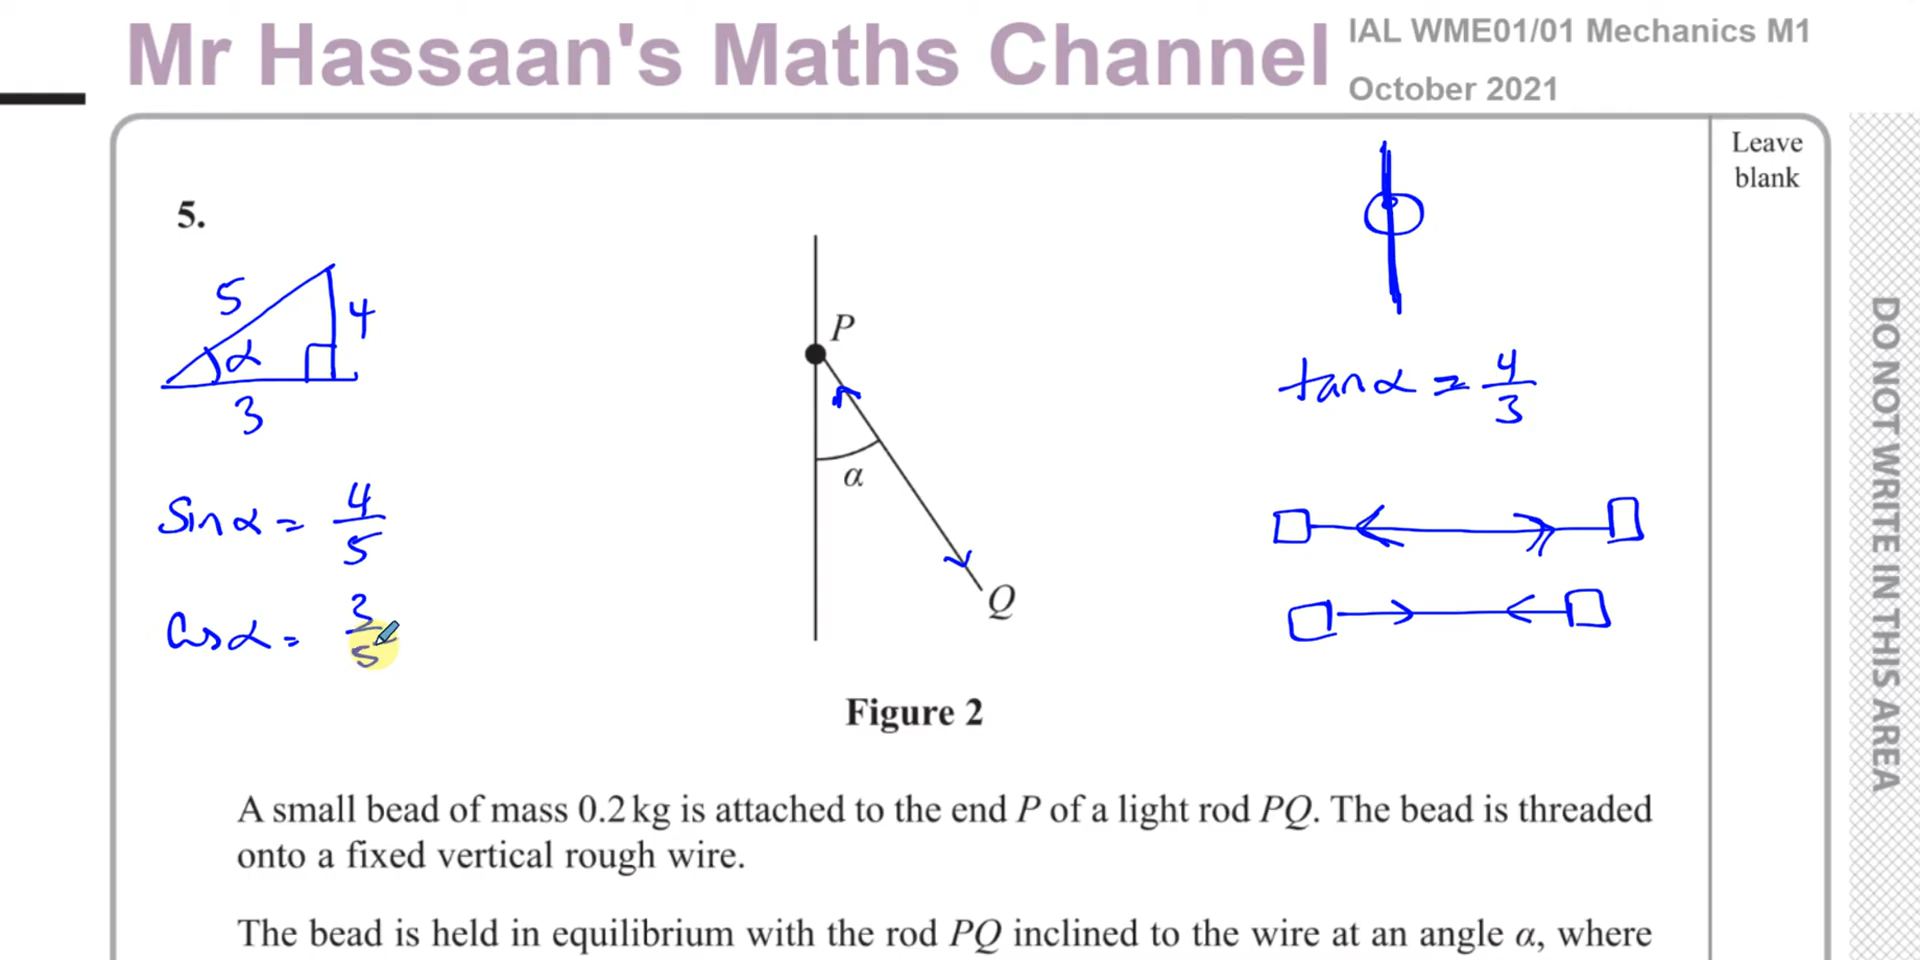 Mr Hassaan's Maths Channel
IAL WME01/01 Mechanics M1
October 2021
Leave
blank
5.
5
4
α
3
sin α = 4/5
cos α = 3/5
P
α
Q
tan α = 4/3
Figure 2
A small bead of mass 0.2 kg is attached to the end P of a light rod PQ. The bead is threaded
onto a fixed vertical rough wire.
The bead is held in equilibrium with the rod PQ inclined to the wire at an angle α, where
DO NOT WRITE IN THIS AREA